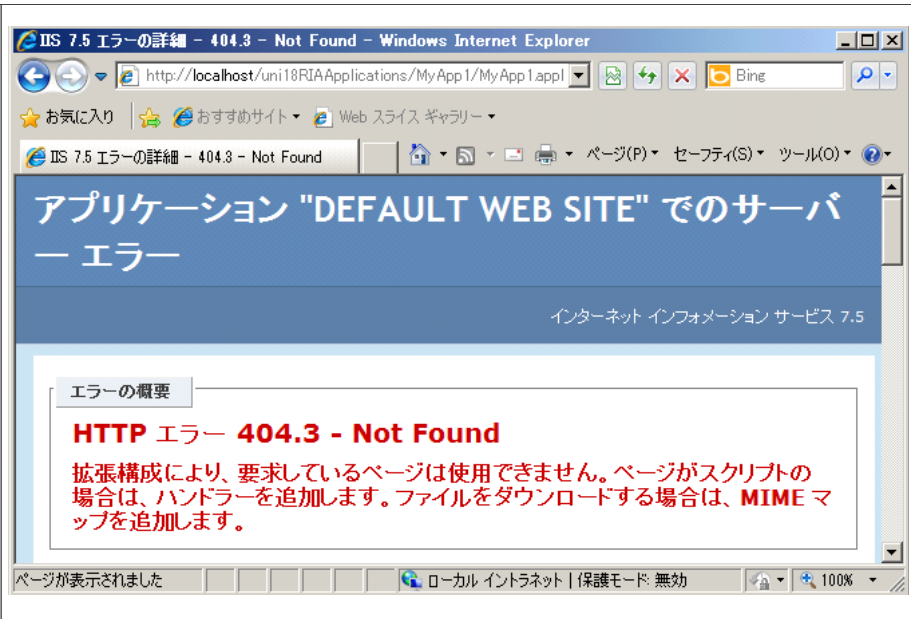 IIS 7.5 エラーの詳細 - 404.3 - Not Found - Windows Internet Explorer
http://localhost/uni18RIAApplications/MyApp1/MyApp1.appl
Bing
お気に入り おすすめサイト Web スライス ギャラリー
IIS 7.5 エラーの詳細 - 404.3 - Not Found ページ(P) セーフティ(S) ツール(O)
アプリケーション "DEFAULT WEB SITE" でのサーバ
ー エラー
インターネット インフォメーション サービス 7.5
エラーの概要
HTTP エラー 404.3 - Not Found
拡張構成により、要求しているページは使用できません。ページがスクリプトの
場合は、ハンドラーを追加します。ファイルをダウンロードする場合は、MIME マ
ップを追加します。
ページが表示されました ローカル イントラネット | 保護モード: 無効 100%